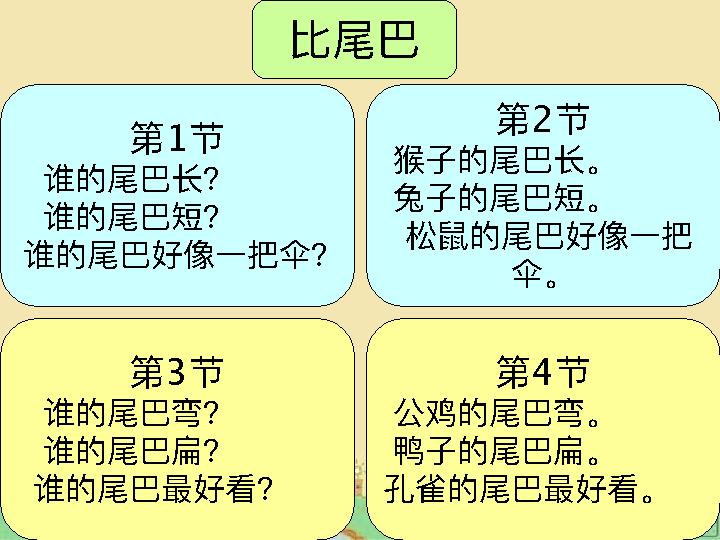 比尾巴
第1节
谁的尾巴长?
谁的尾巴短?
谁的尾巴好像一把伞?
第2节
猴子的尾巴长。
兔子的尾巴短。
松鼠的尾巴好像一把
伞。
第3节
谁的尾巴弯?
谁的尾巴扁?
谁的尾巴最好看?
第4节
公鸡的尾巴弯。
鸭子的尾巴扁。
孔雀的尾巴最好看。